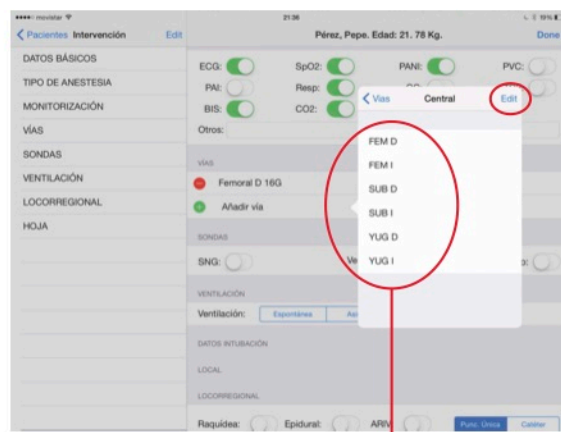 movistar 21:36 19%
Pacientes Intervención Edit Pérez, Pepe. Edad: 21. 78 Kg. Done
DATOS BÁSICOS
TIPO DE ANESTESIA
MONITORIZACIÓN
VÍAS
SONDAS
VENTILACIÓN
LOCORREGIONAL
HOJA
ECG: SpO2: PANI: PVC:
PAI: Resp:
BIS: CO2:
Otros:
VÍAS
Femoral D 16G
Añadir vía
SONDAS
SNG:
VENTILACIÓN
Ventilación: Espontánea
DATOS INTUBACIÓN
LOCAL
LOCORREGIONAL
Raquídea: Epidural: Punc. Única Catéter
Vias Central Edit
FEM D
FEM I
SUB D
SUB I
YUG D
YUG I